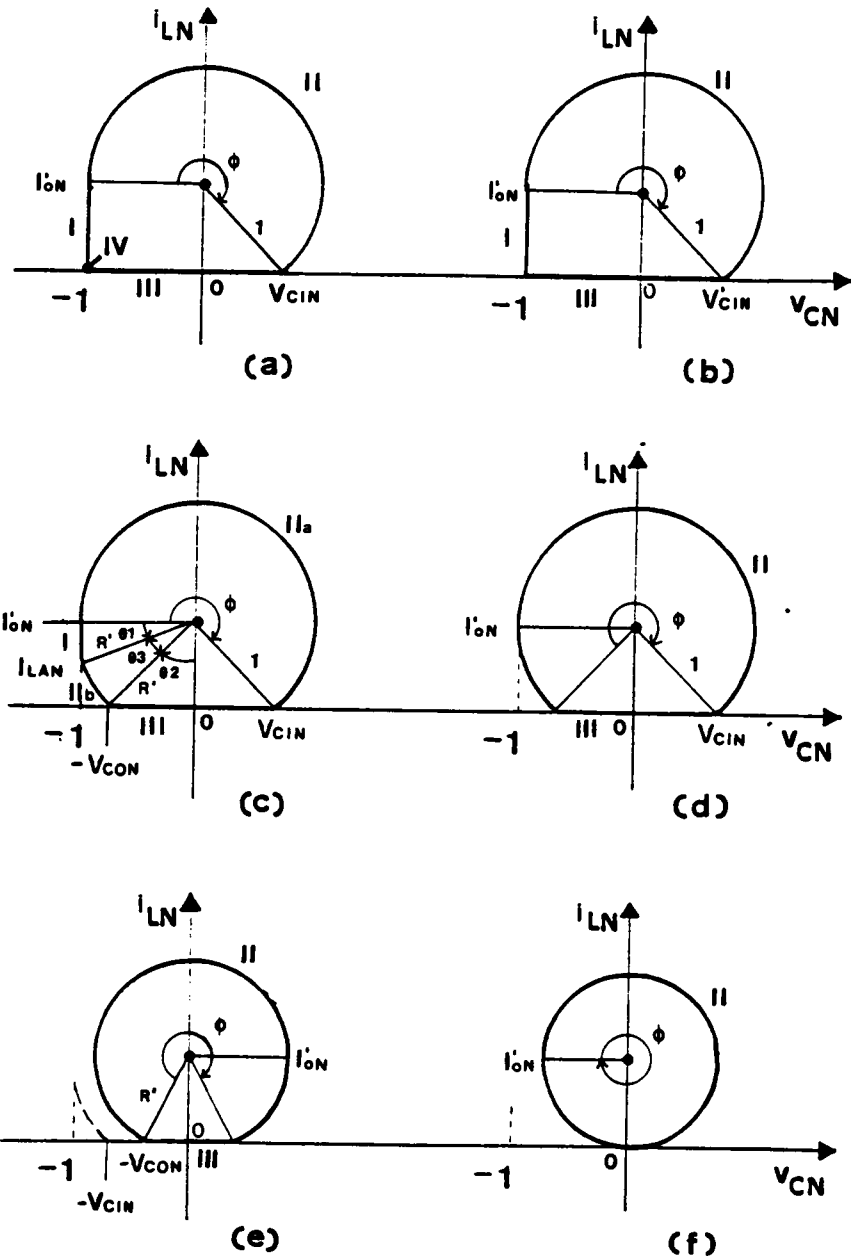 iLN
II
ϕ
I'oN
I
IV
1
-1
III
0
VCIN
(a)
iLN
II
ϕ
I'oN
I
1
-1
III
0
V'CIN
vCN
(b)
iLN
IIa
ϕ
I'oN
I
R'
θ1
θ3
θ2
1
ILAN
IIb
R'
-1
III
0
VCIN
-VCON
(c)
iLN
II
ϕ
I'oN
1
-1
III
0
VCIN
vCN
(d)
iLN
II
ϕ
I'oN
R'
0
-1
-VCON
III
-VCIN
(e)
iLN
II
ϕ
I'oN
-1
0
vCN
(f)